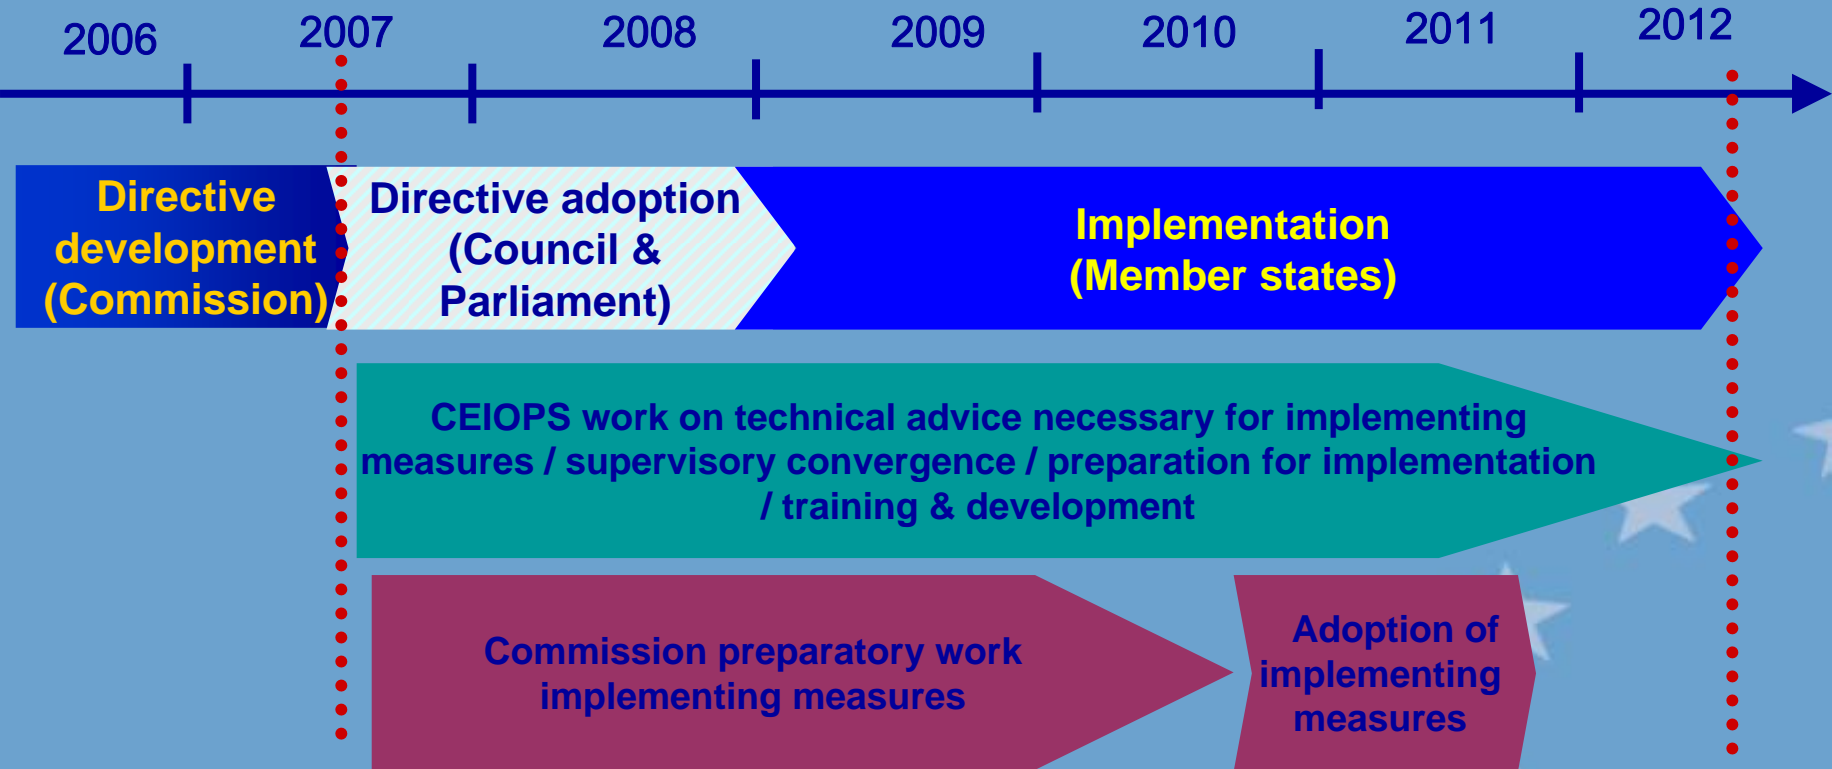 2006 2007 2008 2009 2010 2011 2012
Directive
development
(Commission)
Directive adoption
(Council &
Parliament)
Implementation
(Member states)
CEIOPS work on technical advice necessary for implementing
measures / supervisory convergence / preparation for implementation
/ training & development
Commission preparatory work
implementing measures
Adoption of
implementing
measures